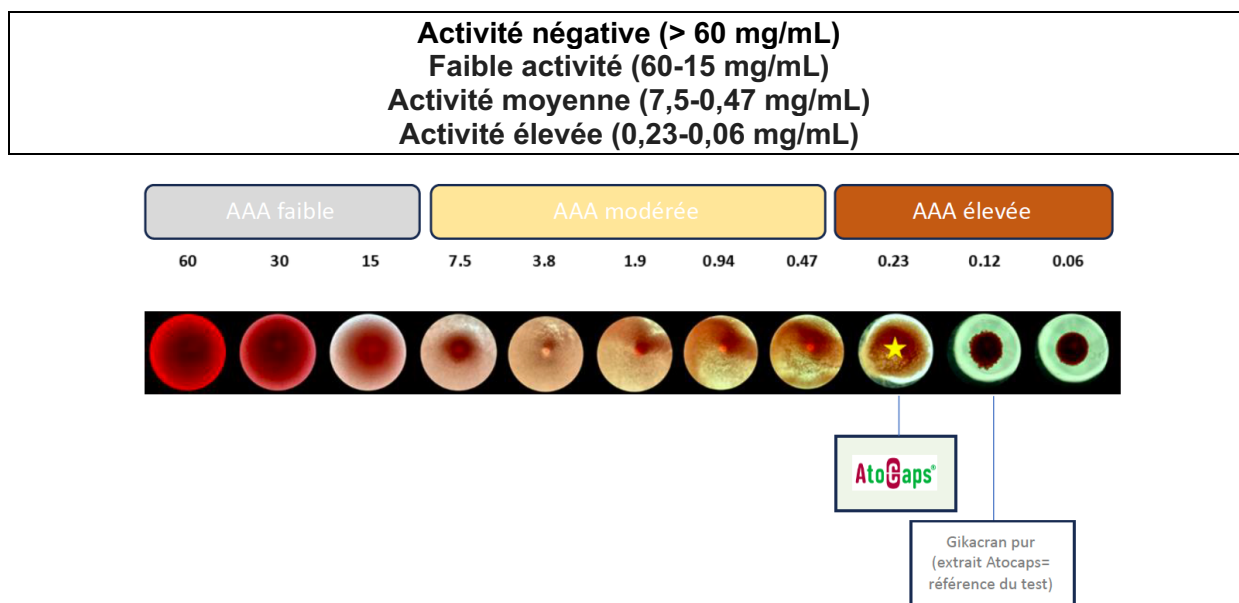 Activité négative (> 60 mg/mL)
Faible activité (60-15 mg/mL)
Activité moyenne (7,5-0,47 mg/mL)
Activité élevée (0,23-0,06 mg/mL)
AAA faible AAA modérée AAA élevée
60 30 15 7.5 3.8 1.9 0.94 0.47 0.23 0.12 0.06
AtoCaps®
Gikacran pur
(extrait Atocaps=
référence du test)